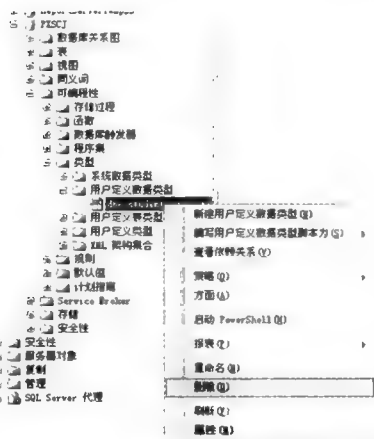 PXSCJ
数据库关系图
表
视图
同义词
可编程性
存储过程
函数
数据库触发器
程序集
类型
系统数据类型
用户定义数据类型
用户定义表类型
用户定义类型
XML 架构集合
规则
默认值
计划指南
Service Broker
存储
安全性
安全性
服务器对象
复制
管理
SQL Server 代理
新建用户定义数据类型(N)
编写用户定义数据类型脚本为(S)
查看依赖关系(V)
策略(O)
方面(A)
启动 PowerShell(H)
报表(P)
重命名(M)
删除(D)
刷新(F)
属性(R)